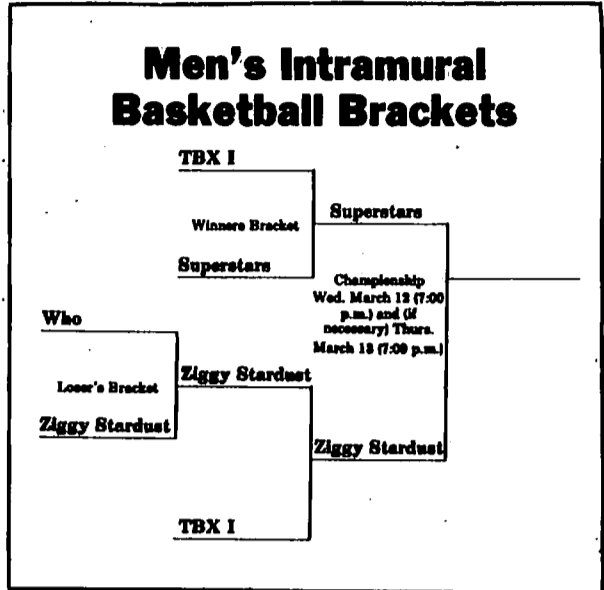 Men's Intramural
Basketball Brackets
TBX I
Winners Bracket
Superstars
Superstars
Championship
Wed. March 12 (7:00
p.m.) and (if
necessary) Thurs.
March 13 (7:00 p.m.)
Who
Loser's Bracket
Ziggy Stardust
Ziggy Stardust
Ziggy Stardust
TBX I